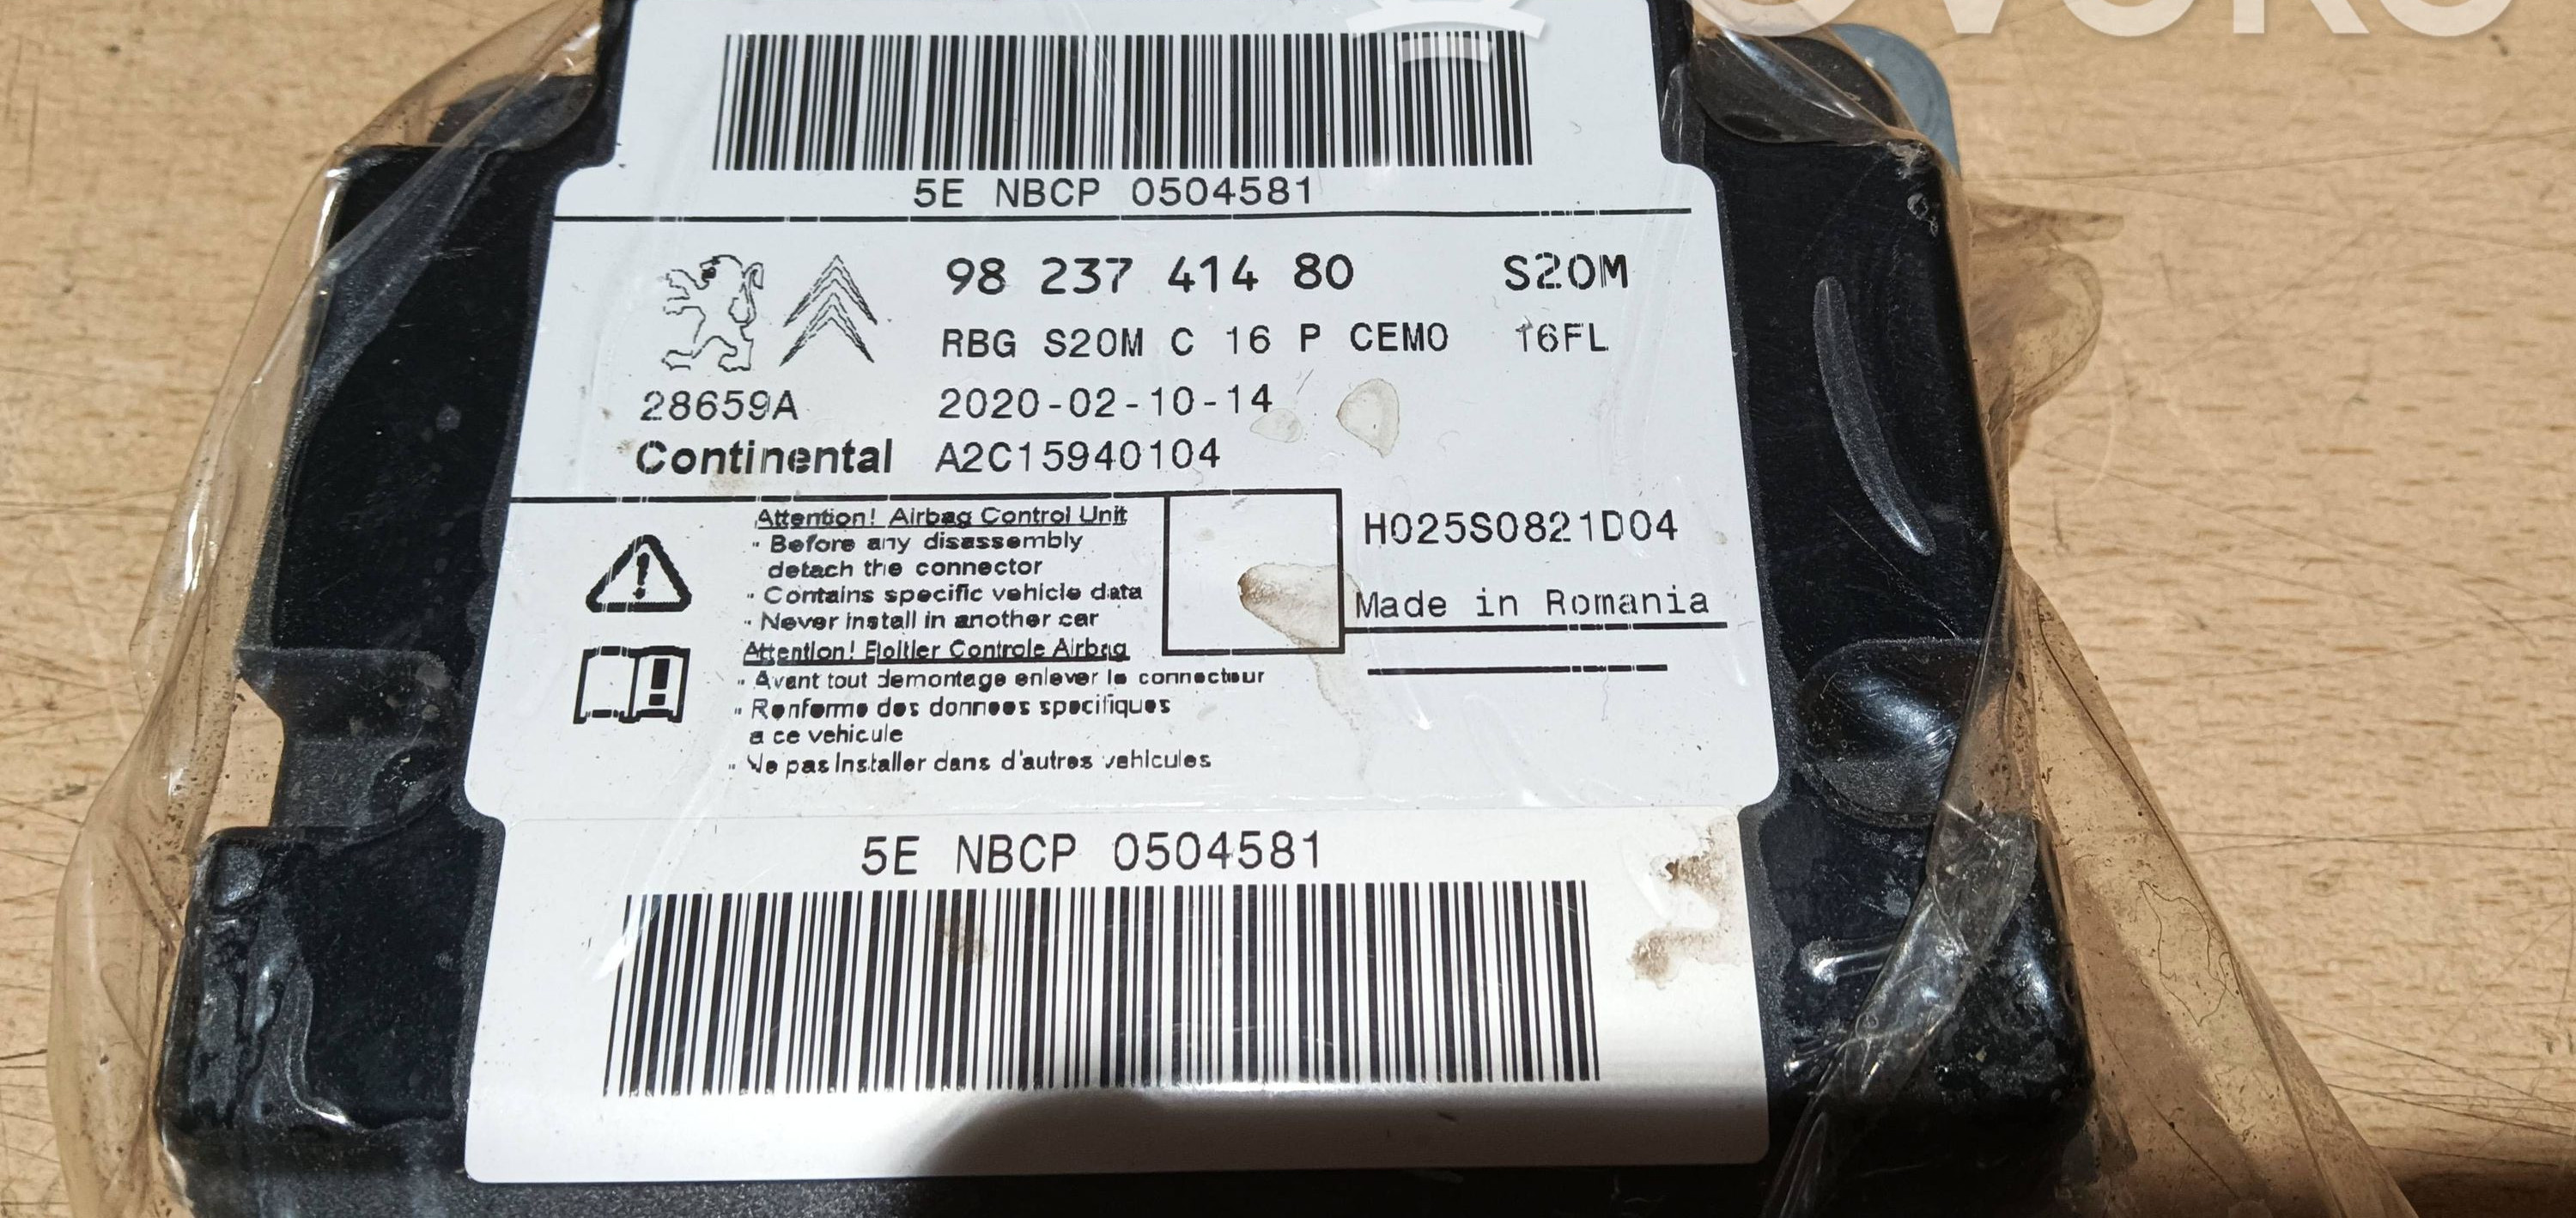 5E NBCP 0504581
98 237 414 80 S20M
RBG S20M C 16 P CEMO 16FL
28659A 2020-02-10-14
Continental A2C15940104
Attention! Airbag Control Unit
- Before any disassembly
detach the connector
- Contains specific vehicle data
- Never install in another car
H025S0821D04
Made in Romania
Attention! Boitier Controle Airbag
- Avant tout demontage enlever le connecteur
- Renferme des donnees specifiques
a ce vehicule
- Ne pas installer dans d'autres vehicules
5E NBCP 0504581